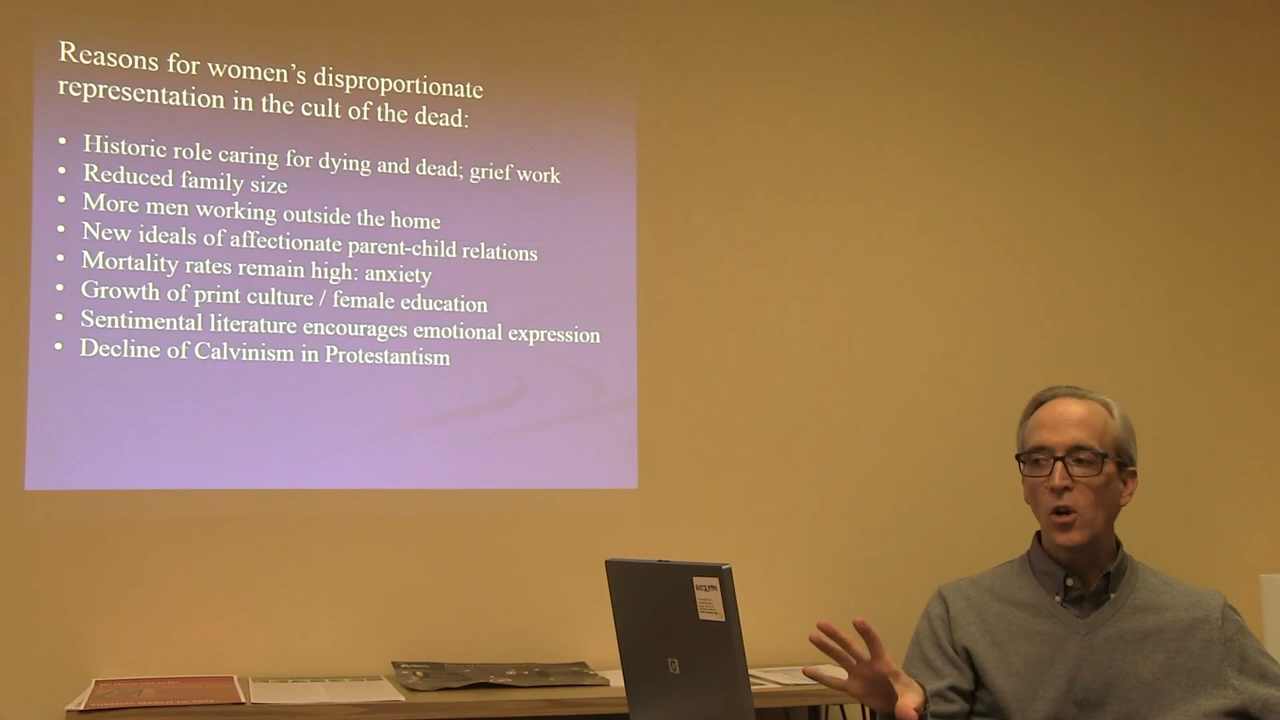 Reasons for women's disproportionate
representation in the cult of the dead:
• Historic role caring for dying and dead; grief work
• Reduced family size
• More men working outside the home
• New ideals of affectionate parent-child relations
• Mortality rates remain high: anxiety
• Growth of print culture / female education
• Sentimental literature encourages emotional expression
• Decline of Calvinism in Protestantism
hp